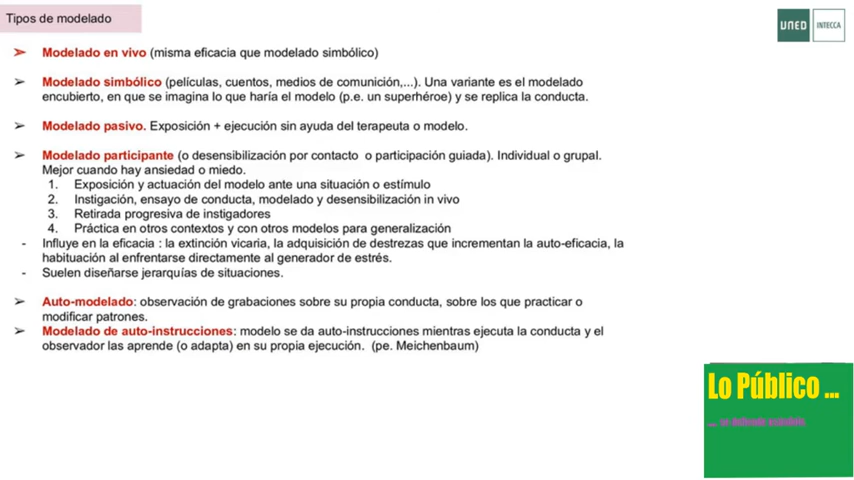 Tipos de modelado
UNED INTECCA
➢ Modelado en vivo (misma eficacia que modelado simbólico)
➢ Modelado simbólico (películas, cuentos, medios de comunición,...). Una variante es el modelado
encubierto, en que se imagina lo que haría el modelo (p.e. un superhéroe) y se replica la conducta.
➢ Modelado pasivo. Exposición + ejecución sin ayuda del terapeuta o modelo.
➢ Modelado participante (o desensibilización por contacto o participación guiada). Individual o grupal.
Mejor cuando hay ansiedad o miedo.
1. Exposición y actuación del modelo ante una situación o estímulo
2. Instigación, ensayo de conducta, modelado y desensibilización in vivo
3. Retirada progresiva de instigadores
4. Práctica en otros contextos y con otros modelos para generalización
- Influye en la eficacia : la extinción vicaria, la adquisición de destrezas que incrementan la auto-eficacia, la
habituación al enfrentarse directamente al generador de estrés.
- Suelen diseñarse jerarquías de situaciones.
➢ Auto-modelado: observación de grabaciones sobre su propia conducta, sobre los que practicar o
modificar patrones.
➢ Modelado de auto-instrucciones: modelo se da auto-instrucciones mientras ejecuta la conducta y el
observador las aprende (o adapta) en su propia ejecución. (pe. Meichenbaum)
Lo Público ...